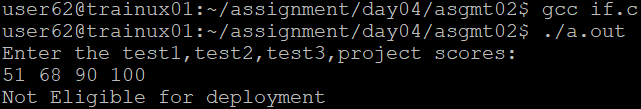 user62@trainux01:~/assignment/day04/asgmt02$ gcc if.c
user62@trainux01:~/assignment/day04/asgmt02$ ./a.out
Enter the test1,test2,test3,project scores:
51 68 90 100
Not Eligible for deployment